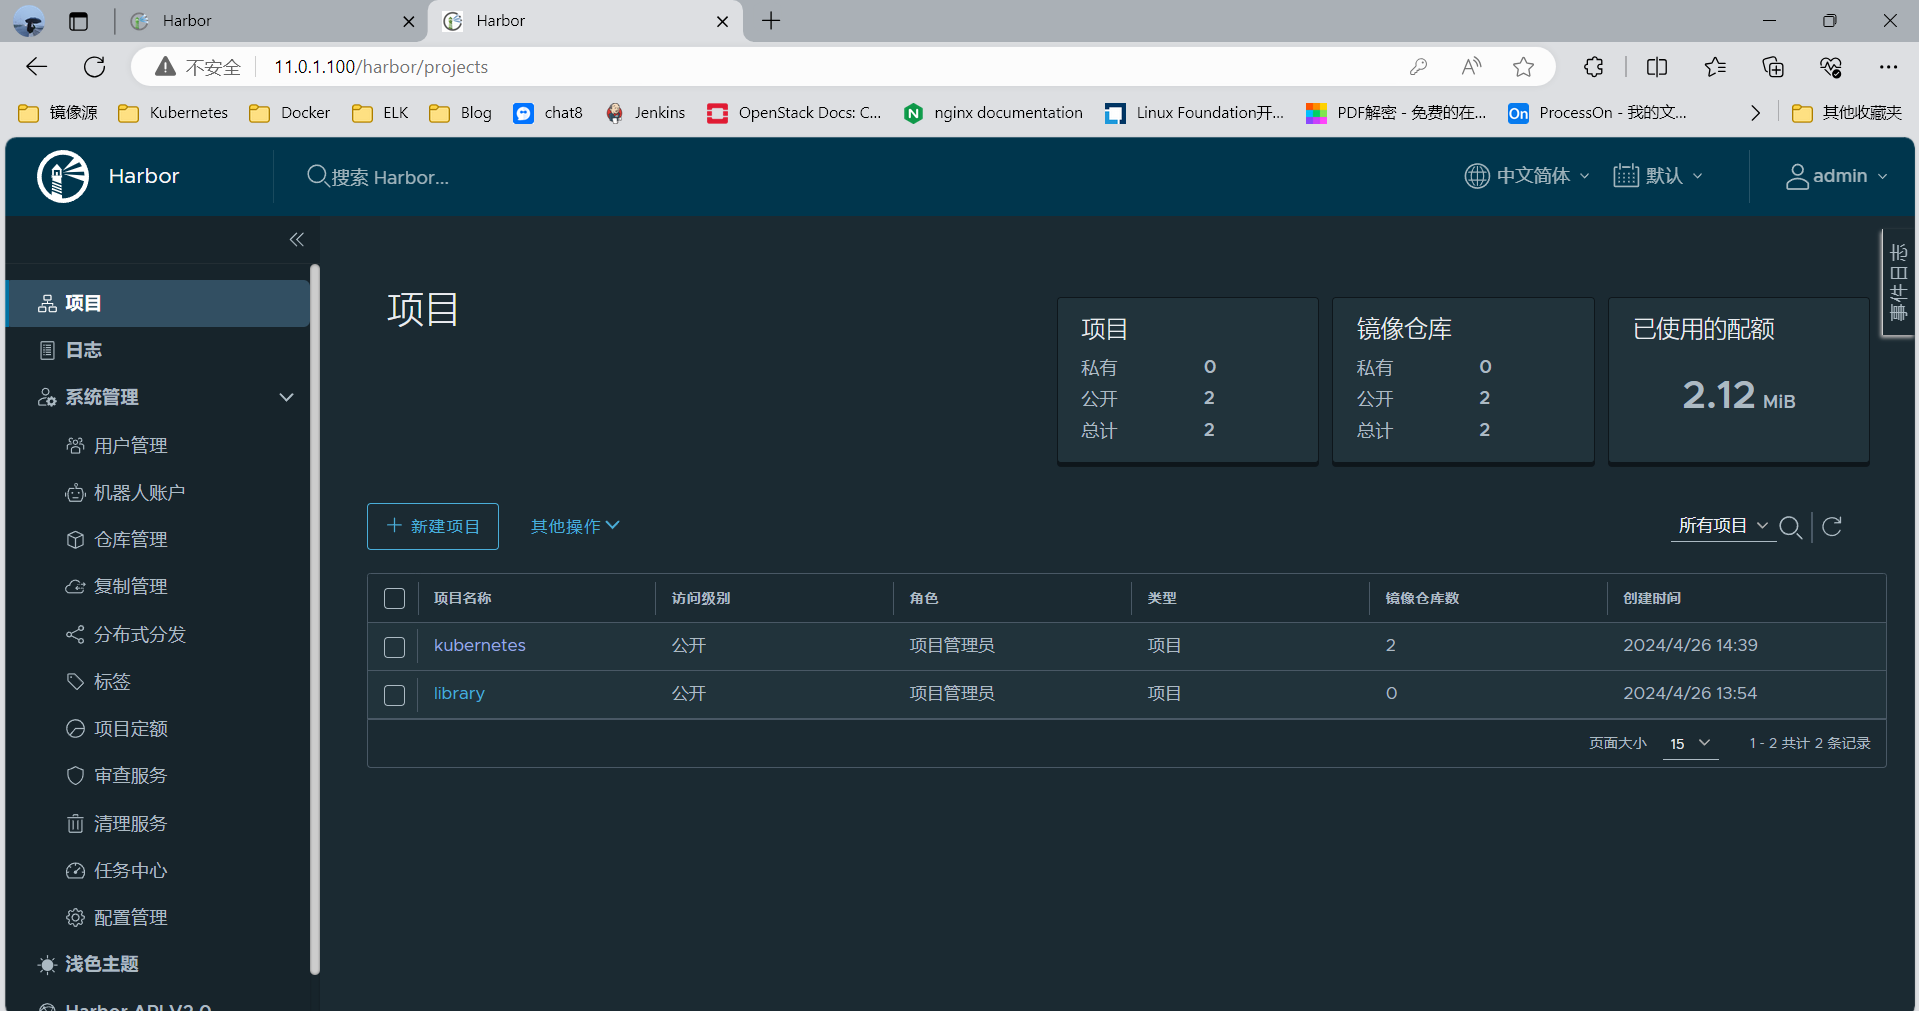 Harbor
Harbor
不安全 11.0.1.100/harbor/projects
镜像源 Kubernetes Docker ELK Blog chat8 Jenkins OpenStack Docs: C... nginx documentation Linux Foundation开... PDF解密 - 免费的在... On ProcessOn - 我的文... 其他收藏夹
Harbor
搜索 Harbor...
中文简体
默认
admin
事件日志
项目
日志
系统管理
用户管理
机器人账户
仓库管理
复制管理
分布式分发
标签
项目定额
审查服务
清理服务
任务中心
配置管理
浅色主题
Harbor API V2.0
项目
项目
私有 0
公开 2
总计 2
镜像仓库
私有 0
公开 2
总计 2
已使用的配额
2.12 MiB
新建项目 其他操作 所有项目
项目名称 访问级别 角色 类型 镜像仓库数 创建时间
kubernetes 公开 项目管理员 项目 2 2024/4/26 14:39
library 公开 项目管理员 项目 0 2024/4/26 13:54
页面大小 15 1 - 2 共计 2 条记录